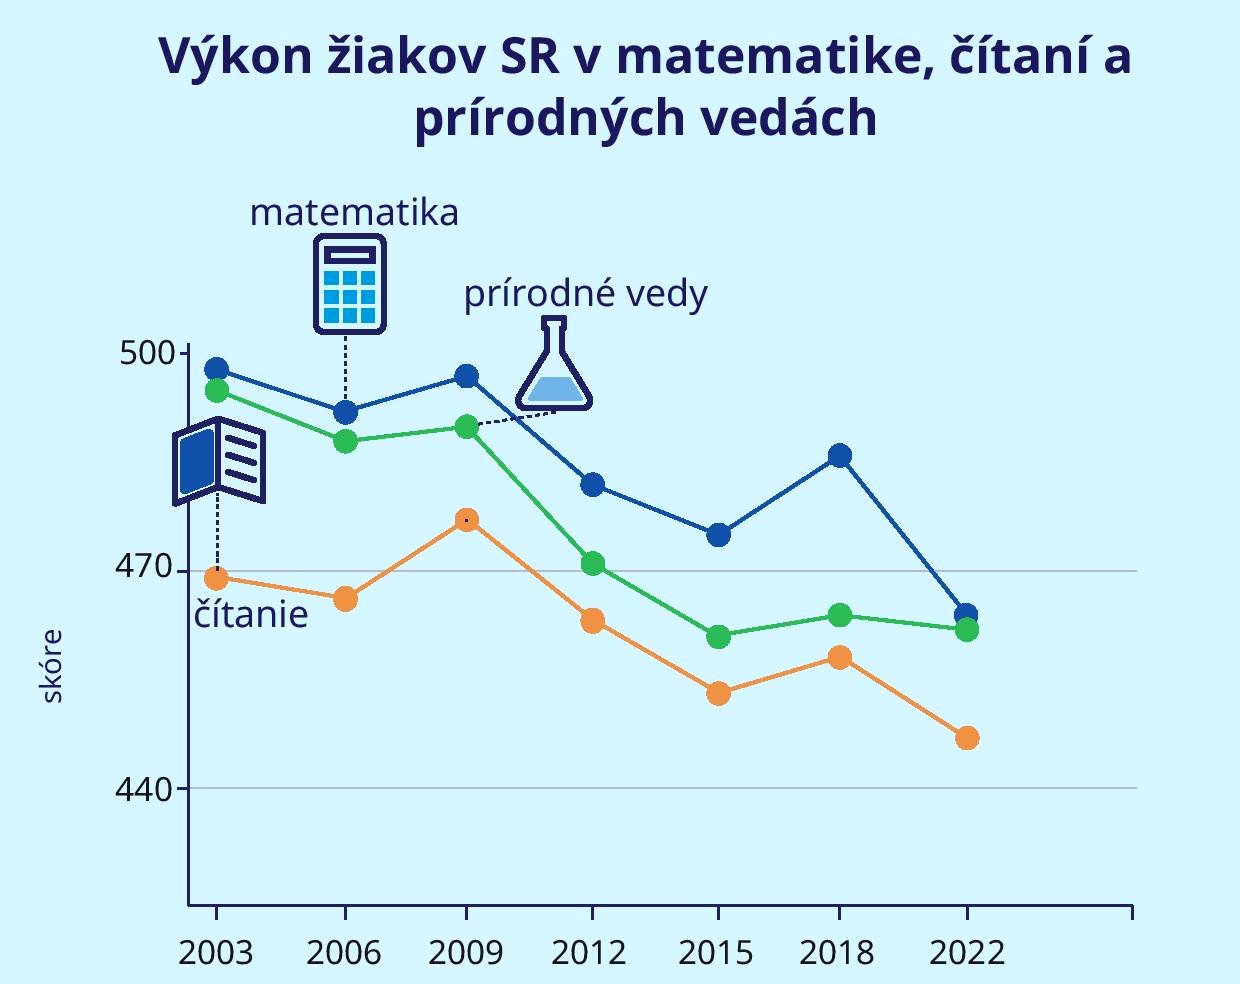 Výkon žiakov SR v matematike, čítaní a
prírodných vedách
matematika
prírodné vedy
500
470
čítanie
skóre
440
2003 2006 2009 2012 2015 2018 2022